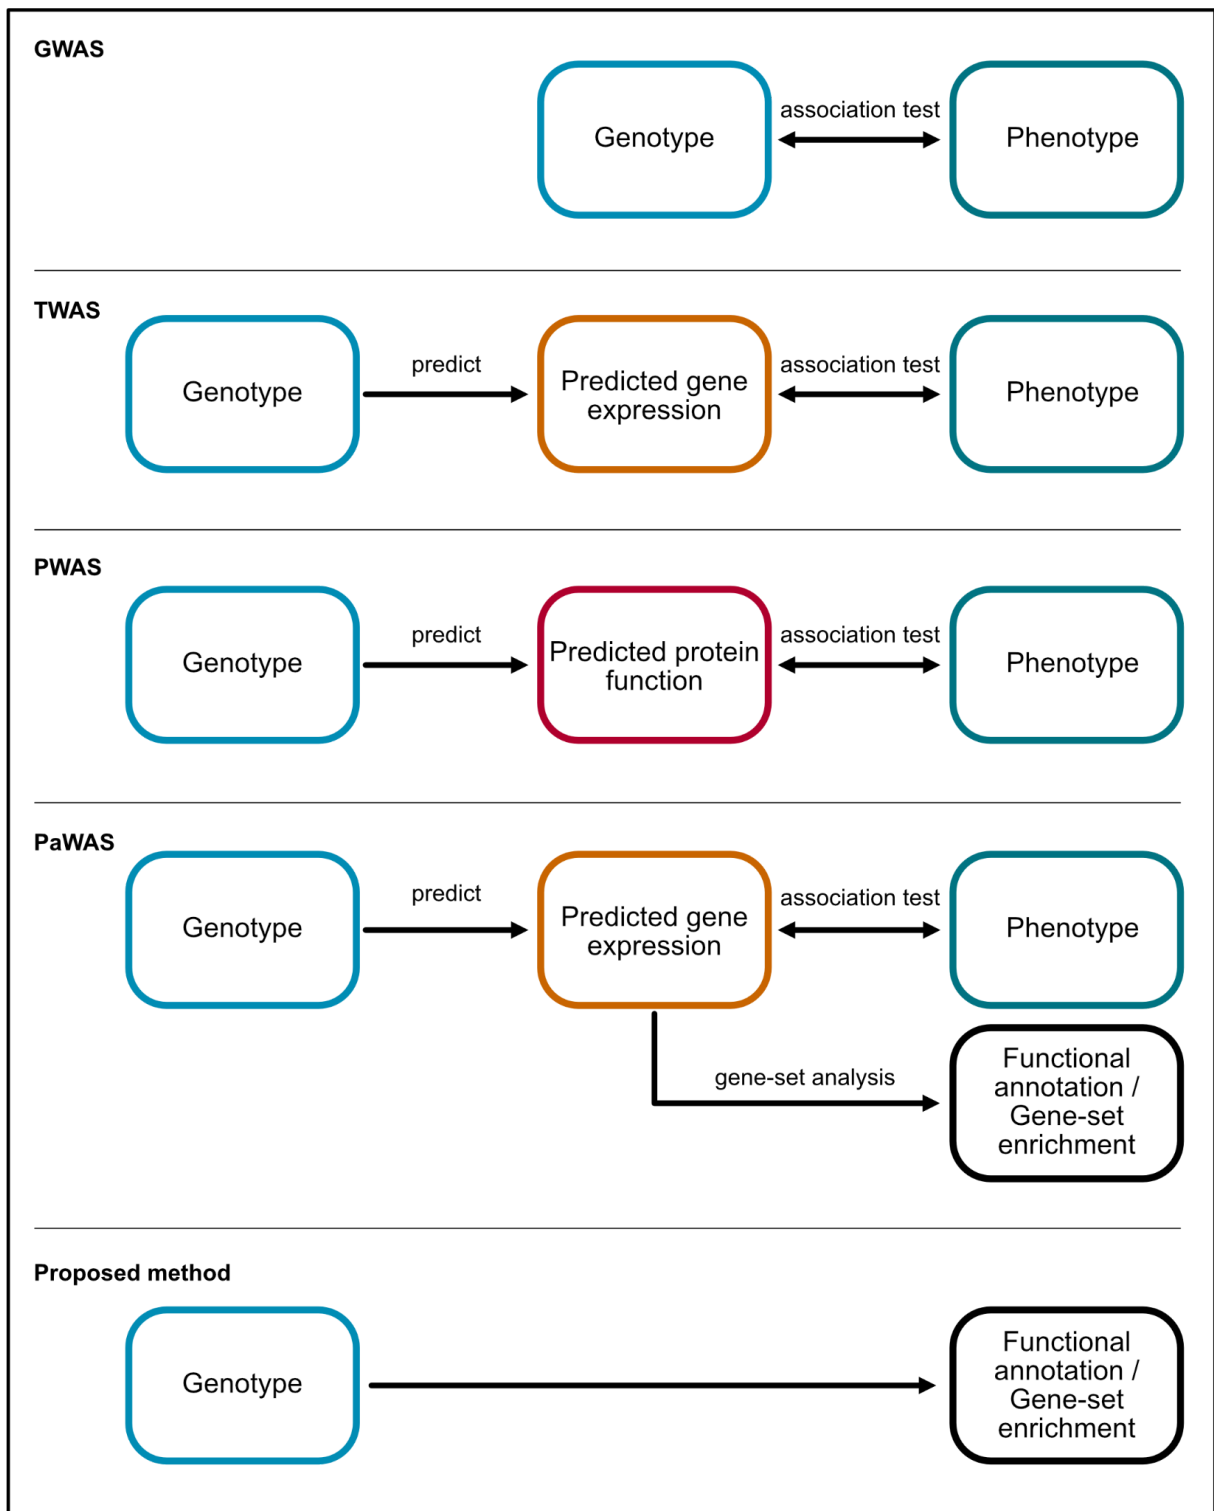 GWAS
Genotype
association test
Phenotype
TWAS
Genotype
predict
Predicted gene
expression
association test
Phenotype
PWAS
Genotype
predict
Predicted protein
function
association test
Phenotype
PaWAS
Genotype
predict
Predicted gene
expression
association test
Phenotype
gene-set analysis
Functional
annotation /
Gene-set
enrichment
Proposed method
Genotype
Functional
annotation /
Gene-set
enrichment